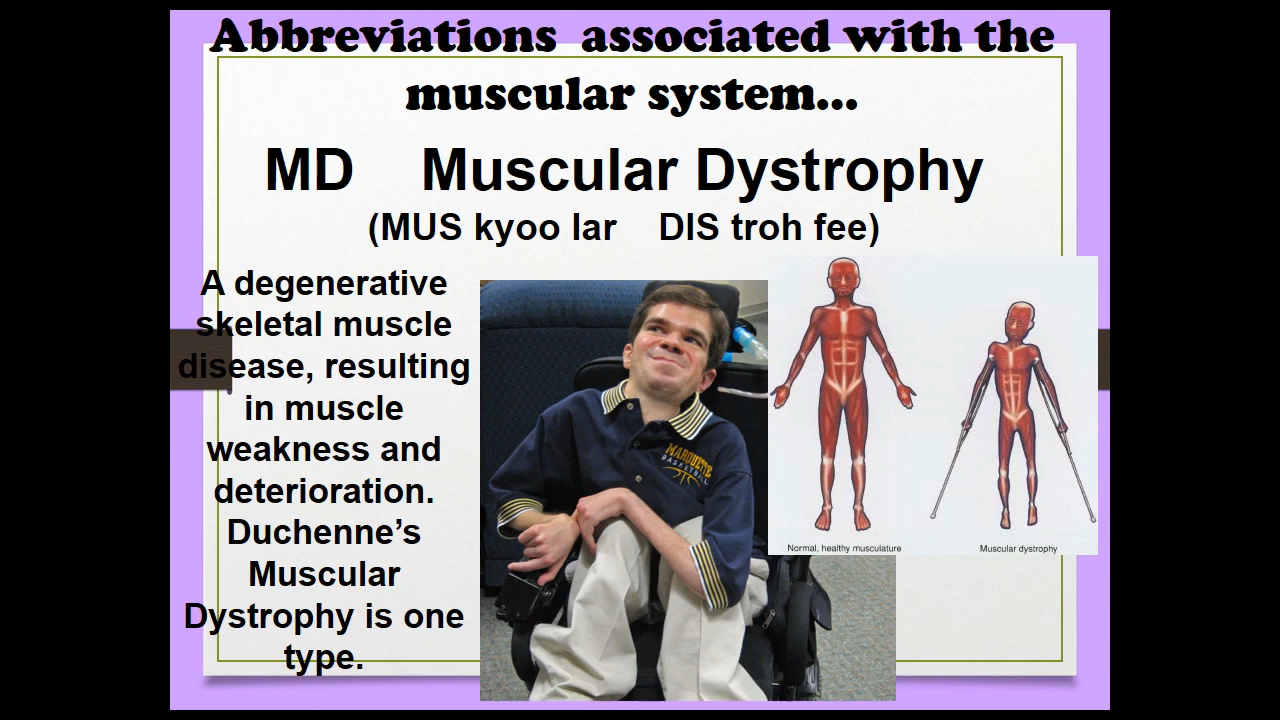 Abbreviations associated with the
muscular system...
MD Muscular Dystrophy
(MUS kyoo lar DIS troh fee)
A degenerative
skeletal muscle
disease, resulting
in muscle
weakness and
deterioration.
Duchenne’s
Muscular
Dystrophy is one
type.
MARQUETTE
BASKETBALL
Normal, healthy musculature
Muscular dystrophy